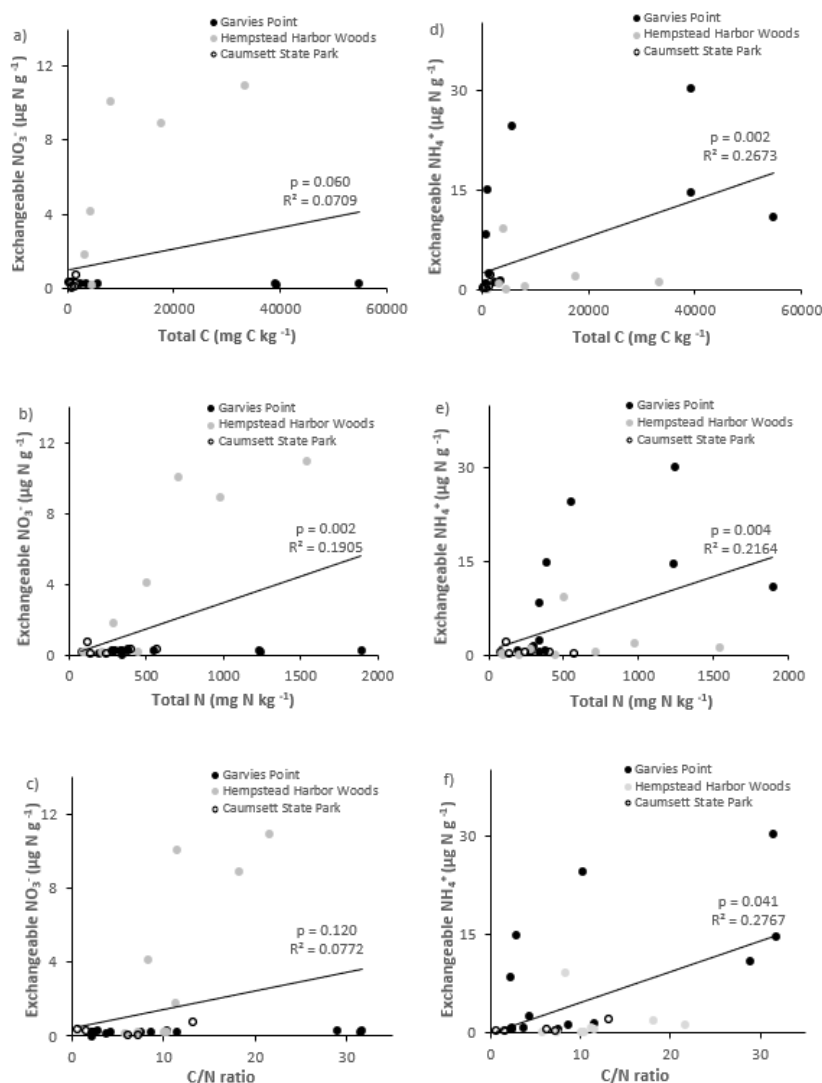 a)
● Garvies Point
● Hempstead Harbor Woods
○ Caumsett State Park
Exchangeable NO₃⁻ (µg N g⁻¹)
12
8
4
0
p = 0.060
R² = 0.0709
0 20000 40000 60000
Total C (mg C kg⁻¹)
d)
● Garvies Point
● Hempstead Harbor Woods
○ Caumsett State Park
Exchangeable NH₄⁺ (µg N g⁻¹)
30
15
0
p = 0.002
R² = 0.2673
0 20000 40000 60000
Total C (mg C kg⁻¹)
b)
● Garvies Point
● Hempstead Harbor Woods
○ Caumsett State Park
Exchangeable NO₃⁻ (µg N g⁻¹)
12
8
4
0
p = 0.002
R² = 0.1905
0 500 1000 1500 2000
Total N (mg N kg⁻¹)
e)
● Garvies Point
● Hempstead Harbor Woods
○ Caumsett State Park
Exchangeable NH₄⁺ (µg N g⁻¹)
30
15
0
p = 0.004
R² = 0.2164
0 500 1000 1500 2000
Total N (mg N kg⁻¹)
c)
● Garvies Point
● Hempstead Harbor Woods
○ Caumsett State Park
Exchangeable NO₃⁻ (µg N g⁻¹)
12
8
4
0
p = 0.120
R² = 0.0772
0 10 20 30
C/N ratio
f)
● Garvies Point
● Hempstead Harbor Woods
○ Caumsett State Park
Exchangeable NH₄⁺ (µg N g⁻¹)
30
15
0
p = 0.041
R² = 0.2767
0 10 20 30
C/N ratio